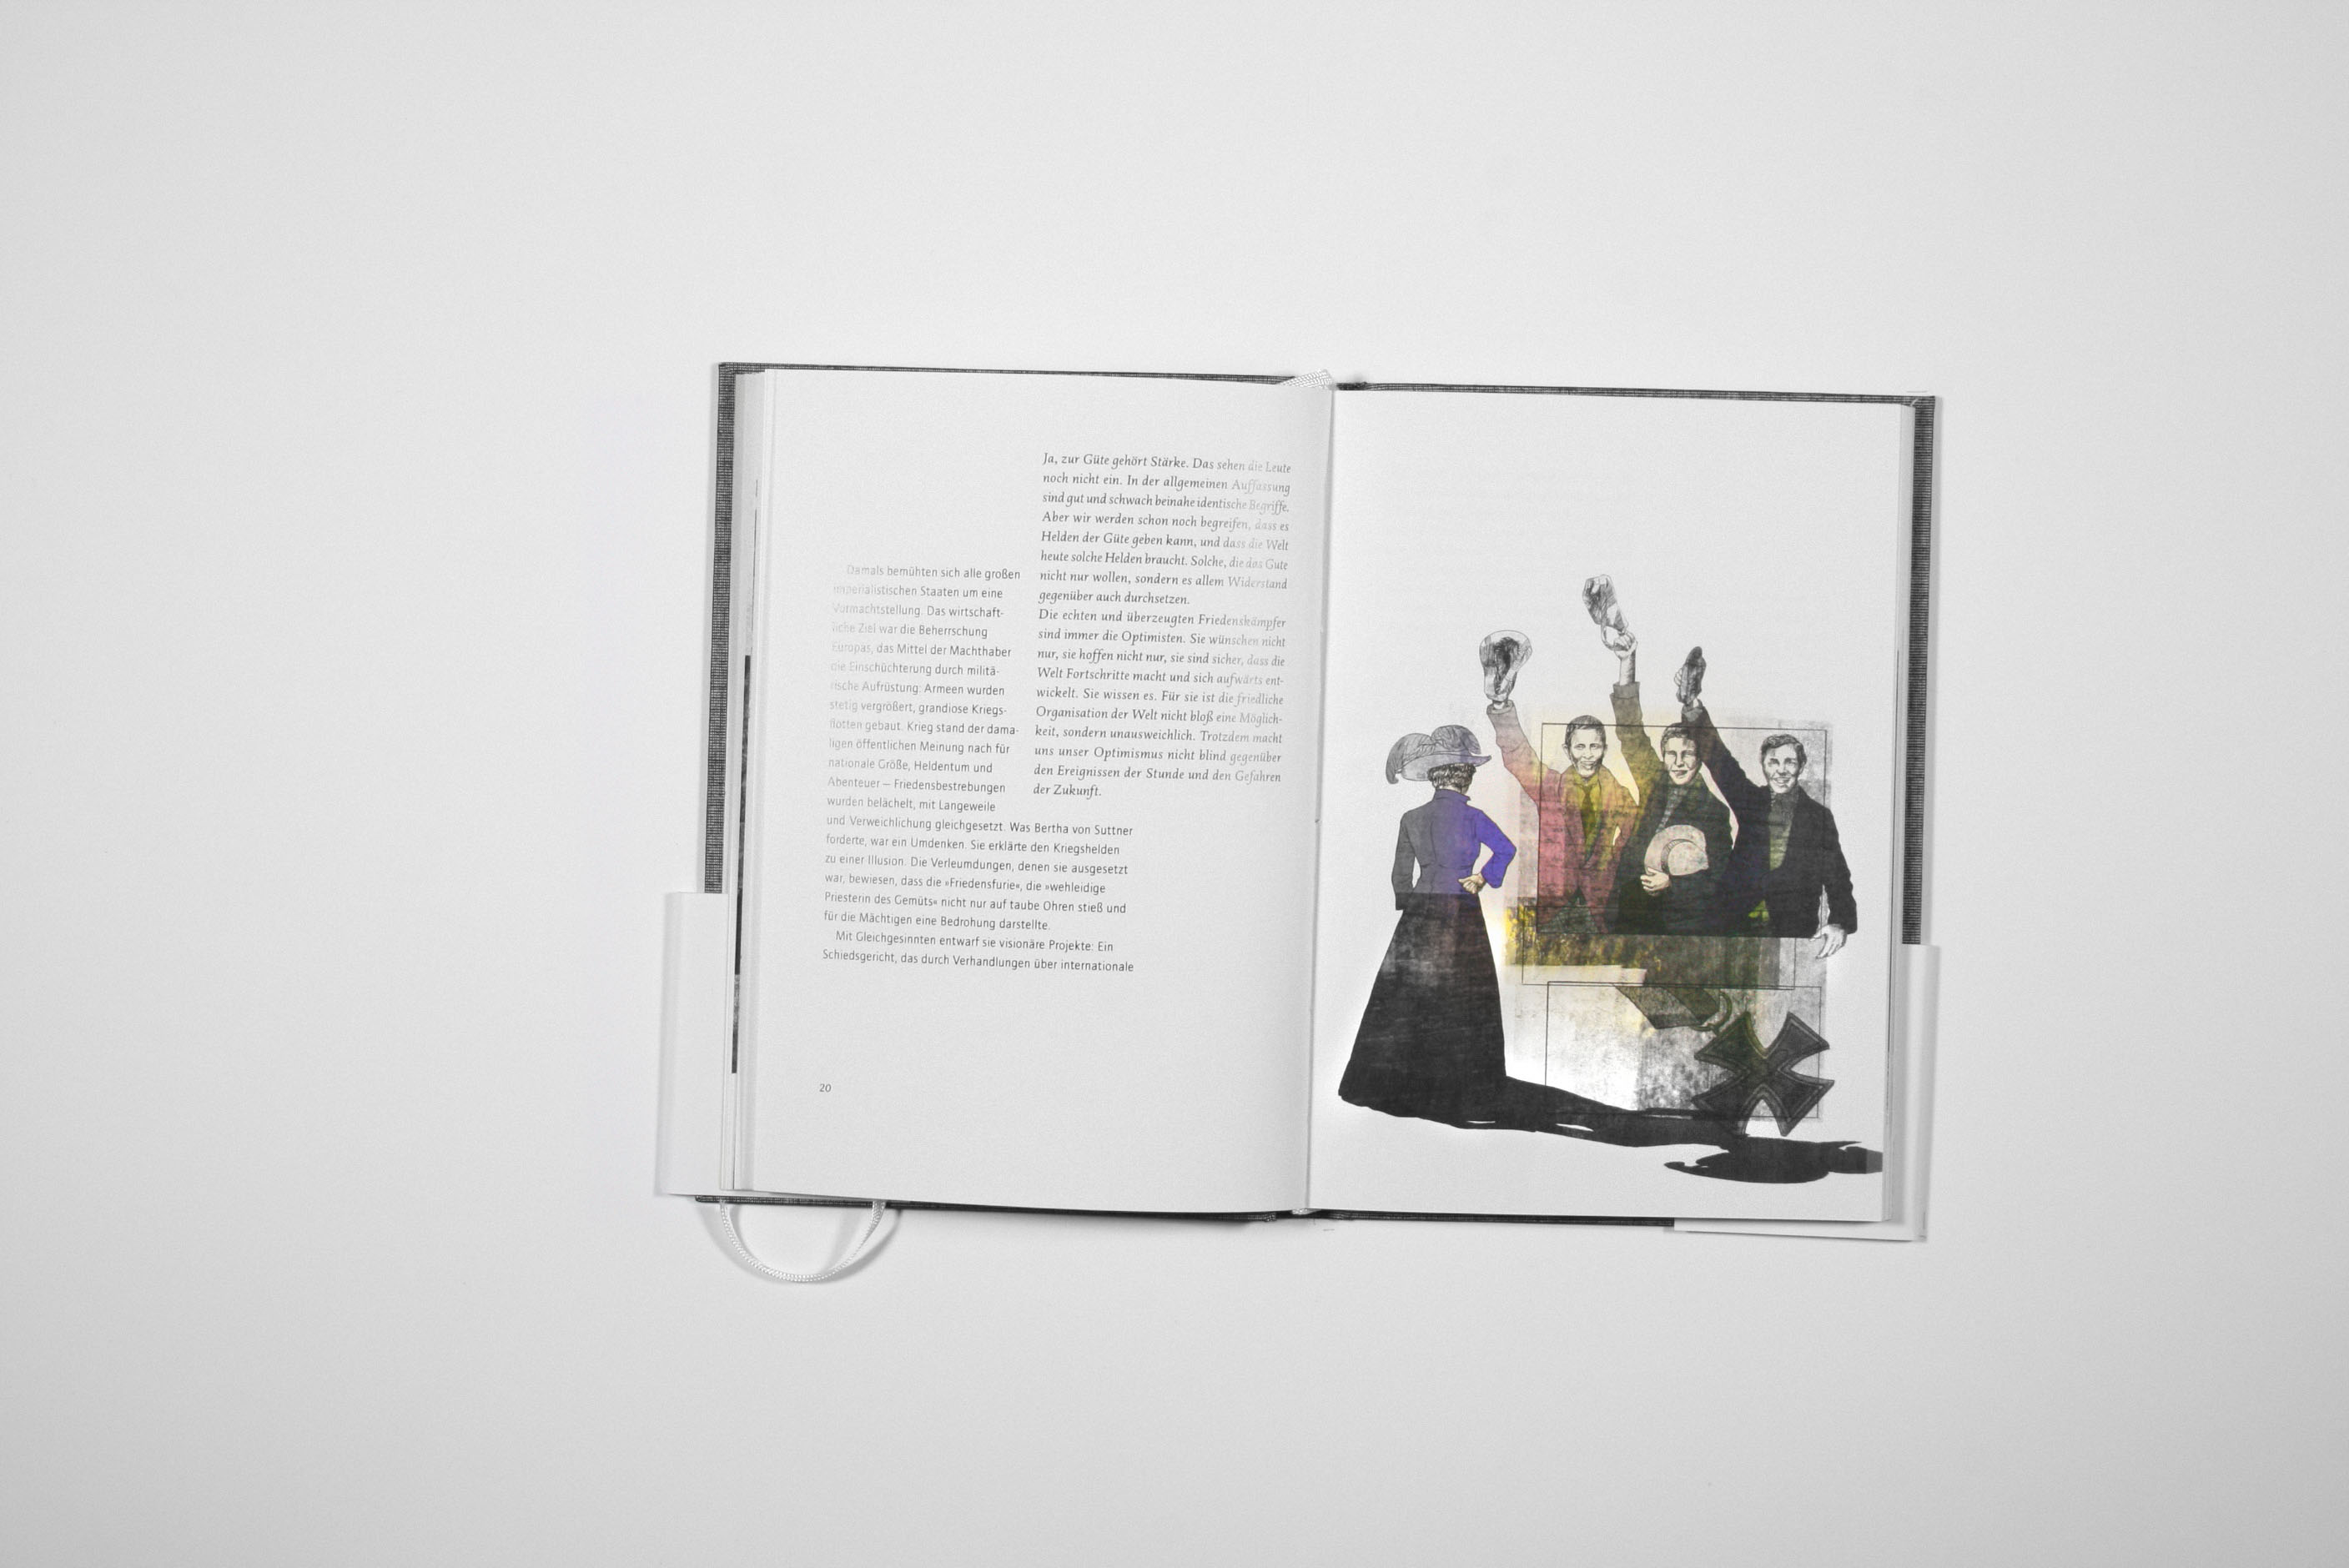 Ja, zur Güte gehört Stärke. Das sehen die Leute
noch nicht ein. In der allgemeinen Auffassung
sind gut und schwach beinahe identische Begriffe.
Aber wir werden schon noch begreifen, dass es
Helden der Güte geben kann, und dass die Welt
heute solche Helden braucht. Solche, die das Gute
nicht nur wollen, sondern es allem Widerstand
gegenüber auch durchsetzen.
Die echten und überzeugten Friedenskämpfer
sind immer die Optimisten. Sie wünschen nicht
nur, sie hoffen nicht nur, sie sind sicher, dass die
Welt Fortschritte macht und sich aufwärts ent-
wickelt. Sie wissen es. Für sie ist die friedliche
Organisation der Welt nicht bloß eine Möglich-
keit, sondern unausweichlich. Trotzdem macht
uns unser Optimismus nicht blind gegenüber
den Ereignissen der Stunde und den Gefahren
der Zukunft.
Damals bemühten sich alle großen
imperialistischen Staaten um eine
Vormachtstellung. Das wirtschaft-
liche Ziel war die Beherrschung
Europas, das Mittel der Machthaber
die Einschüchterung durch militä-
rische Aufrüstung: Armeen wurden
stetig vergrößert, grandiose Kriegs-
flotten gebaut. Krieg stand der dama-
ligen öffentlichen Meinung nach für
nationale Größe, Heldentum und
Abenteuer – Friedensbestrebungen
wurden belächelt, mit Langeweile
und Verweichlichung gleichgesetzt. Was Bertha von Suttner
forderte, war ein Umdenken. Sie erklärte den Kriegshelden
zu einer Illusion. Die Verleumdungen, denen sie ausgesetzt
war, bewiesen, dass die »Friedensfurie«, die »wehleidige
Priesterin des Gemüts« nicht nur auf taube Ohren stieß und
für die Mächtigen eine Bedrohung darstellte.
Mit Gleichgesinnten entwarf sie visionäre Projekte: Ein
Schiedsgericht, das durch Verhandlungen über internationale
20